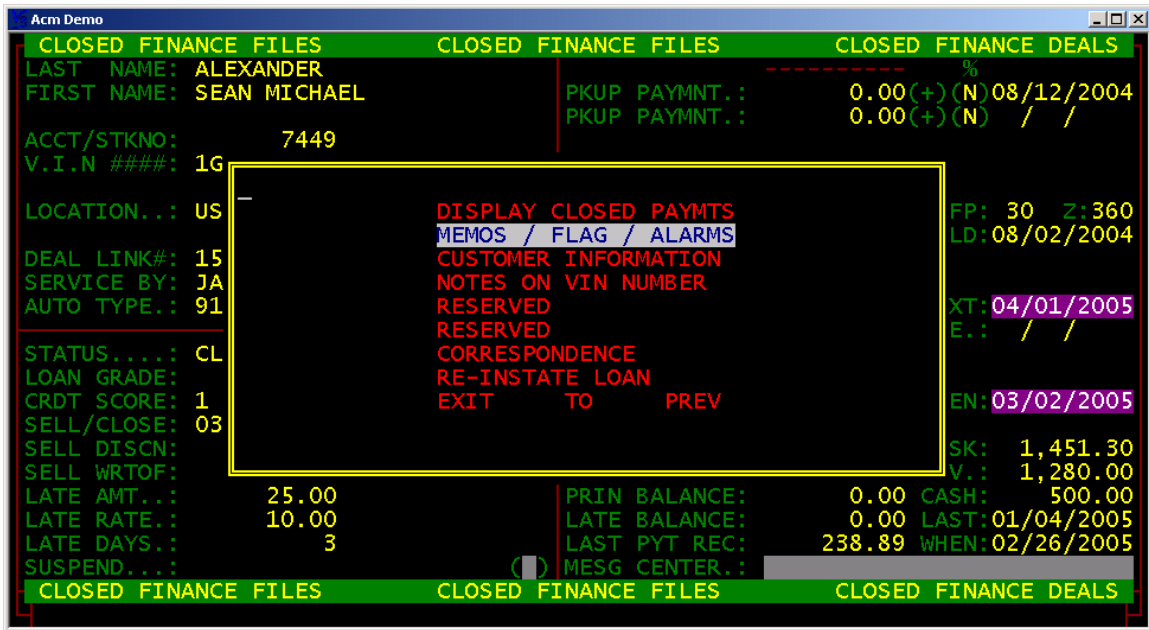 Acm Demo
CLOSED FINANCE FILES CLOSED FINANCE FILES CLOSED FINANCE DEALS
LAST NAME: ALEXANDER ---------- %
FIRST NAME: SEAN MICHAEL PKUP PAYMNT.: 0.00(+)(N)08/12/2004
PKUP PAYMNT.: 0.00(+)(N) / /
ACCT/STKNO: 7449
V.I.N ####: 1G
LOCATION..: US DISPLAY CLOSED PAYMTS FP: 30 Z:360
MEMOS / FLAG / ALARMS LD:08/02/2004
DEAL LINK#: 15 CUSTOMER INFORMATION
SERVICE BY: JA NOTES ON VIN NUMBER
AUTO TYPE.: 91 RESERVED XT:04/01/2005
RESERVED E.: / /
STATUS....: CL CORRESPONDENCE
LOAN GRADE: RE-INSTATE LOAN
CRDT SCORE: 1 EXIT TO PREV EN:03/02/2005
SELL/CLOSE: 03
SELL DISCN: SK: 1,451.30
SELL WRTOF: V.: 1,280.00
LATE AMT..: 25.00 PRIN BALANCE: 0.00 CASH: 500.00
LATE RATE.: 10.00 LATE BALANCE: 0.00 LAST:01/04/2005
LATE DAYS.: 3 LAST PYT REC: 238.89 WHEN:02/26/2005
SUSPEND...: ( ) MESG CENTER.:
CLOSED FINANCE FILES CLOSED FINANCE FILES CLOSED FINANCE DEALS